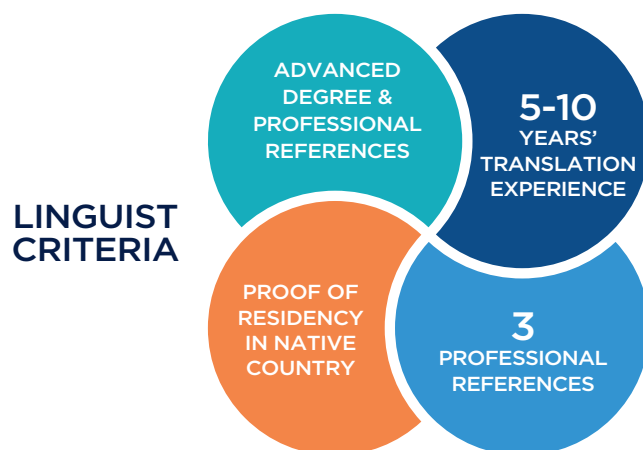 LINGUIST
CRITERIA
ADVANCED
DEGREE &
PROFESSIONAL
REFERENCES
5-10
YEARS'
TRANSLATION
EXPERIENCE
PROOF OF
RESIDENCY
IN NATIVE
COUNTRY
3
PROFESSIONAL
REFERENCES